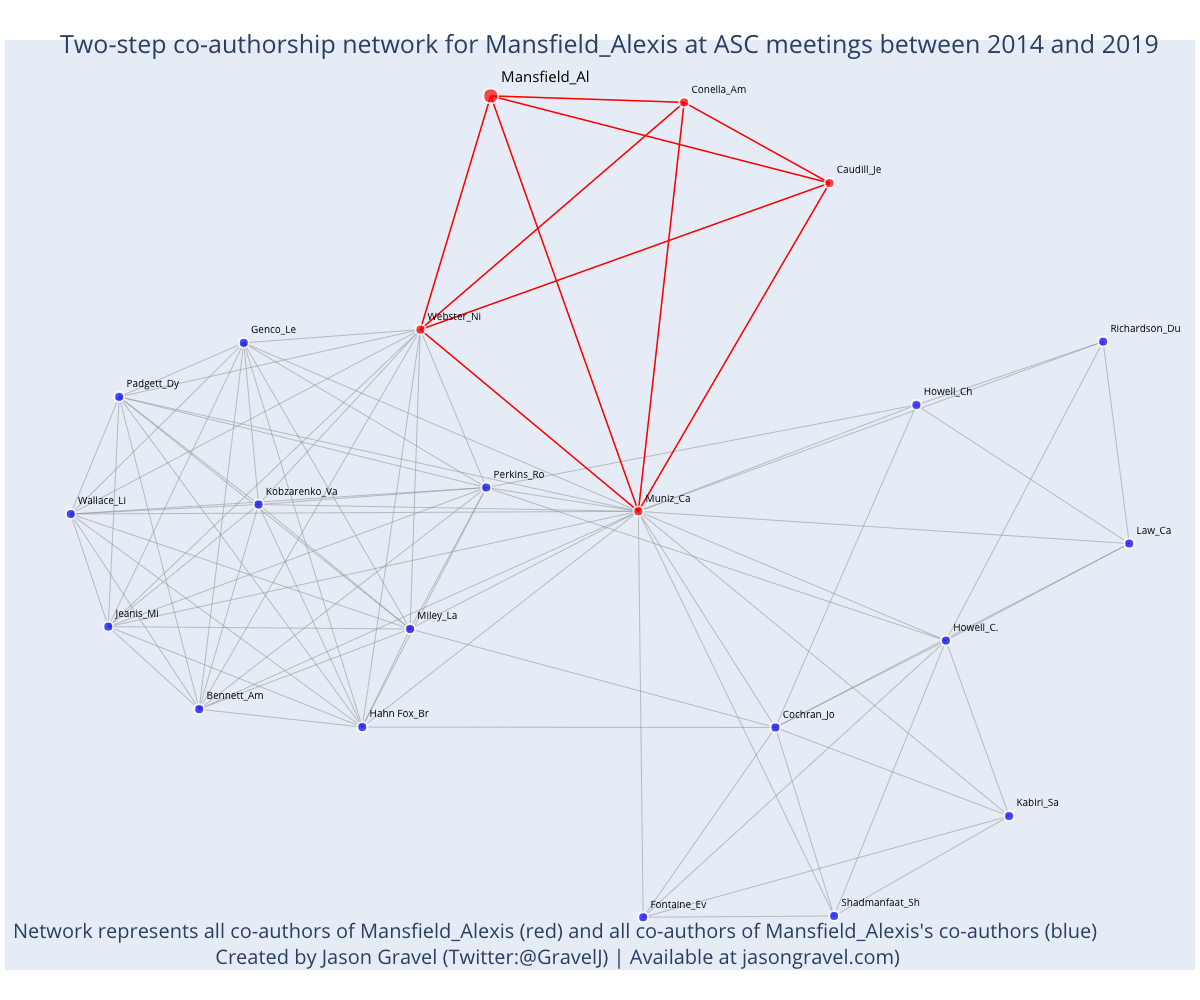 Two-step co-authorship network for Mansfield_Alexis at ASC meetings between 2014 and 2019
Mansfield_Al
Conella_Am
Caudill_Je
Webster_Ni
Genco_Le
Richardson_Du
Padgett_Dy
Howell_Ch
Perkins_Ro
Kobzarenko_Va
Wallace_Li
Muniz_Ca
Law_Ca
Jeanis_Mi
Miley_La
Howell_C.
Bennett_Am
Hahn Fox_Br
Cochran_Jo
Kabiri_Sa
Fontaine_Ev
Shadmanfaat_Sh
Network represents all co-authors of Mansfield_Alexis (red) and all co-authors of Mansfield_Alexis's co-authors (blue)
Created by Jason Gravel (Twitter:@GravelJ) | Available at jasongravel.com)